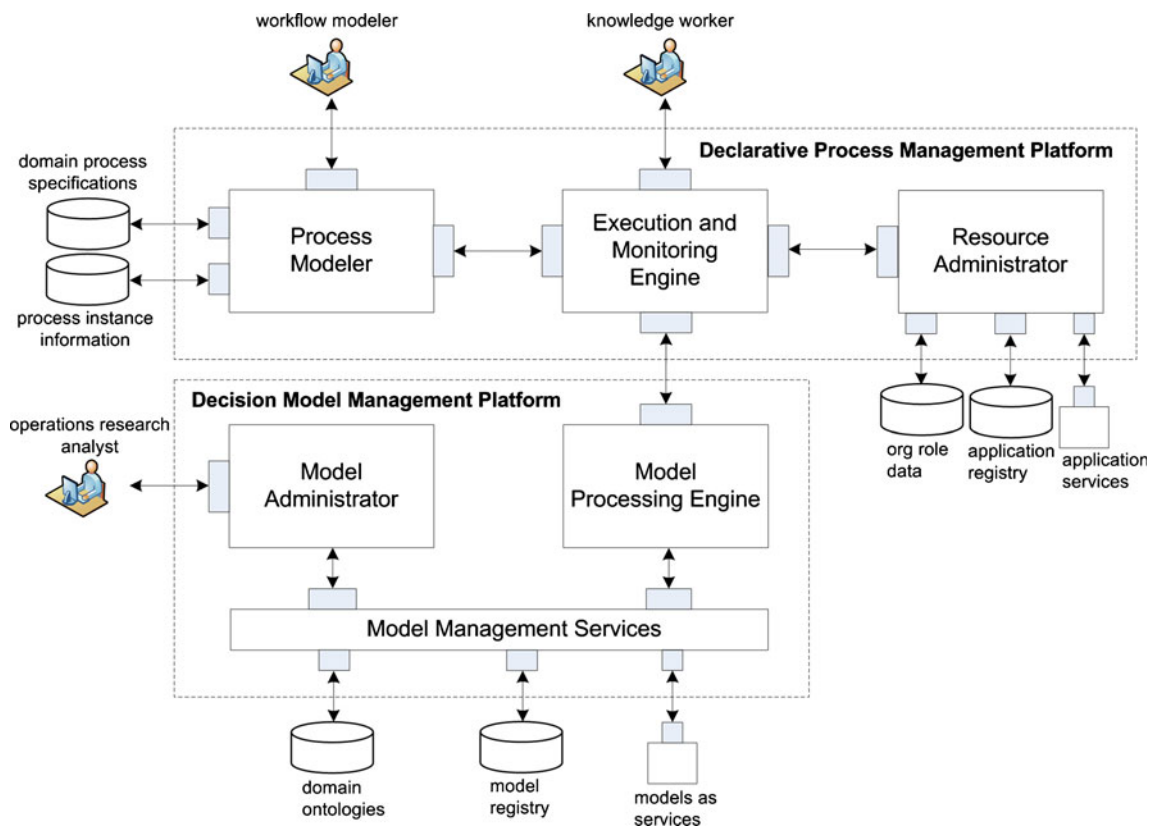 workflow modeler
knowledge worker
Declarative Process Management Platform
domain process
specifications
Process
Modeler
Execution and
Monitoring
Engine
Resource
Administrator
process instance
information
Decision Model Management Platform
operations research
analyst
Model
Administrator
Model
Processing Engine
org role
data
application
registry
application
services
Model Management Services
domain
ontologies
model
registry
models as
services